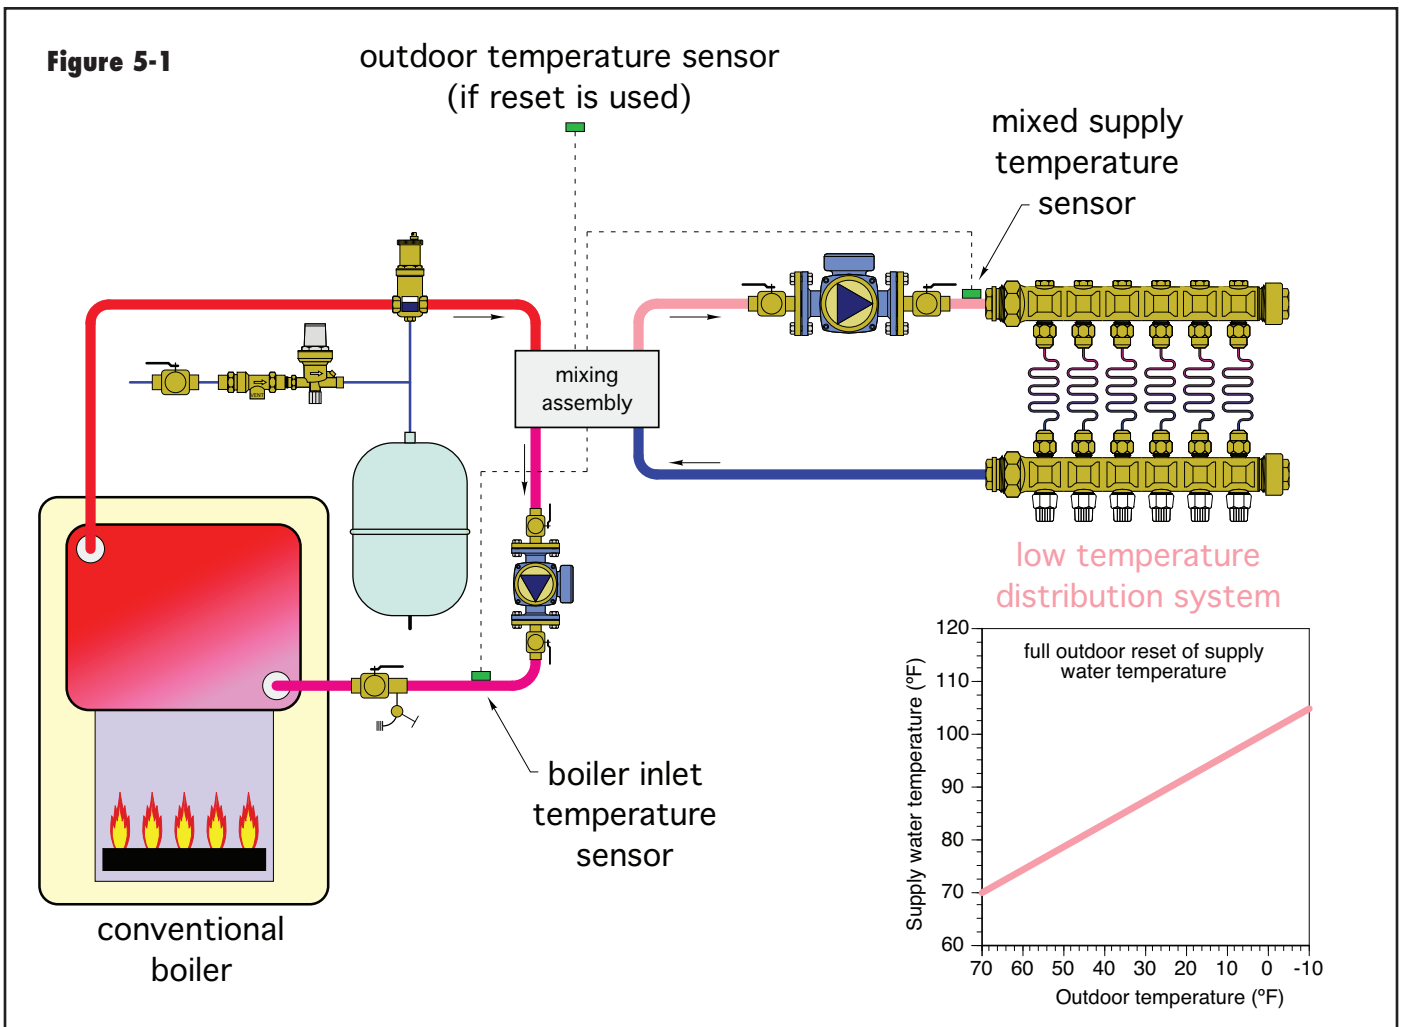 Figure 5-1
outdoor temperature sensor
(if reset is used)
mixed supply
temperature
sensor
mixing
assembly
VENT
low temperature
distribution system
boiler inlet
temperature
sensor
conventional
boiler
full outdoor reset of supply
water temperature
Supply water temperature (ºF)
120
110
100
90
80
70
60
70 60 50 40 30 20 10 0 -10
Outdoor temperature (ºF)